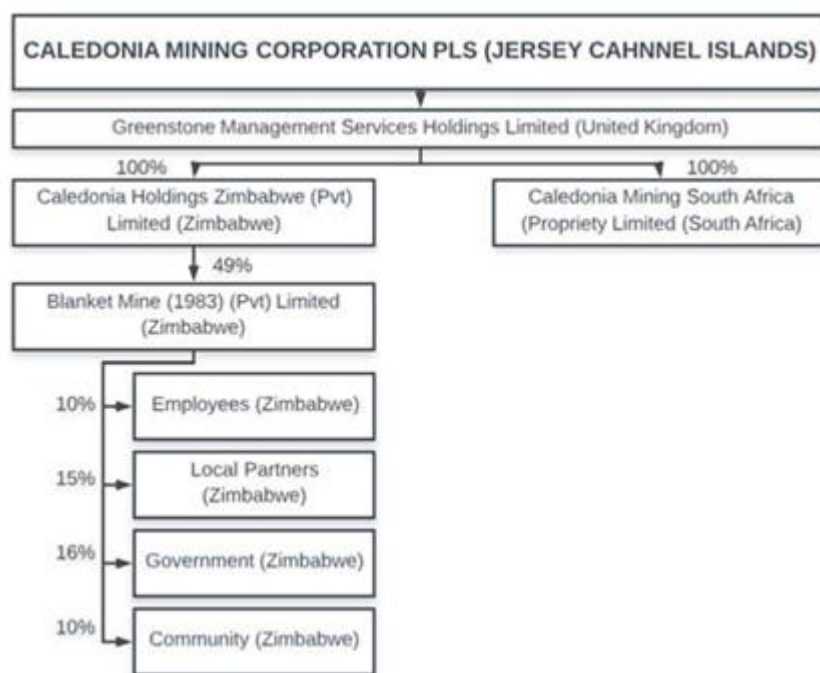 CALEDONIA MINING CORPORATION PLS (JERSEY CAHNNEL ISLANDS)
Greenstone Management Services Holdings Limited (United Kingdom)
100%
100%
Caledonia Holdings Zimbabwe (Pvt)
Limited (Zimbabwe)
Caledonia Mining South Africa
(Propriety Limited (South Africa)
49%
Blanket Mine (1983) (Pvt) Limited
(Zimbabwe)
10%
Employees (Zimbabwe)
15%
Local Partners
(Zimbabwe)
16%
Government (Zimbabwe)
10%
Community (Zimbabwe)